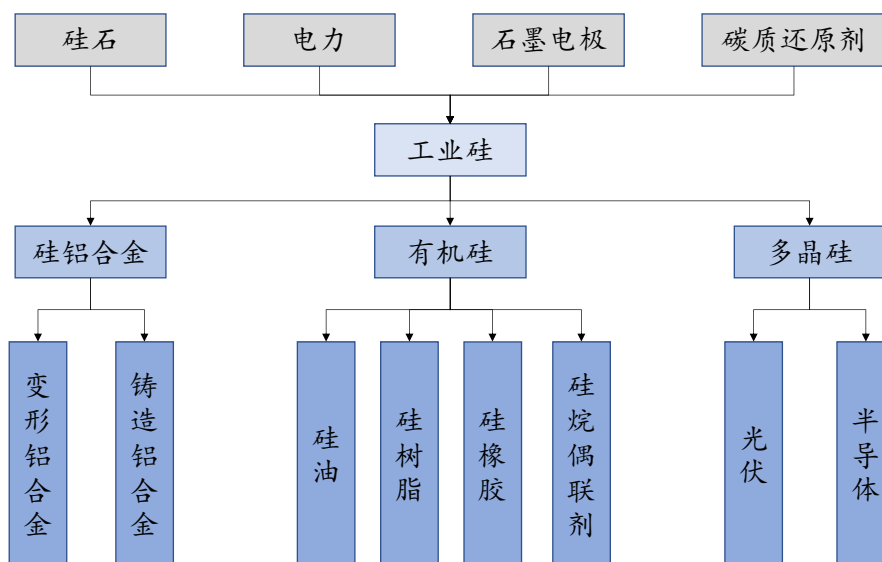 硅石
电力
石墨电极
碳质还原剂
工业硅
硅铝合金
有机硅
多晶硅
变形铝合金
铸造铝合金
硅油
硅树脂
硅橡胶
硅烷偶联剂
光伏
半导体